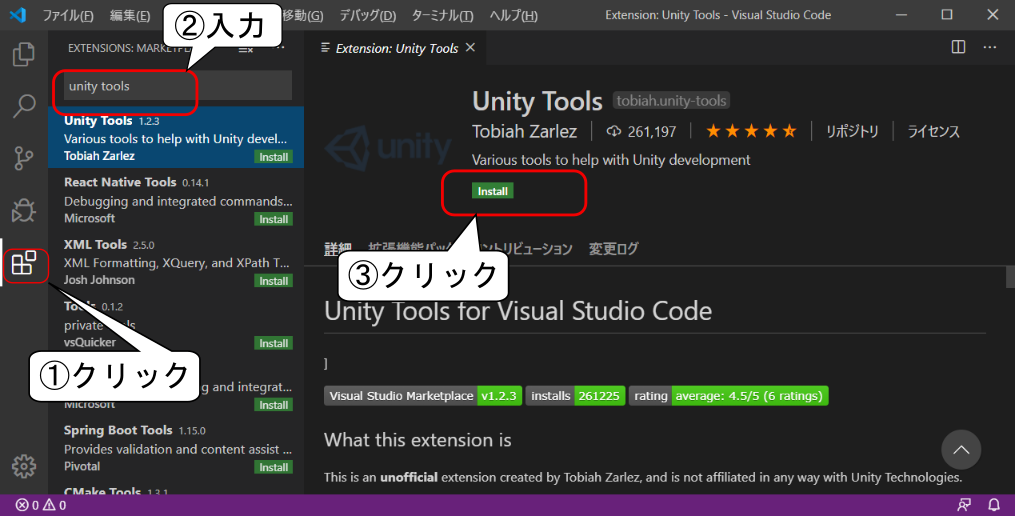 ファイル(F) 編集(E) 移動(G) デバッグ(D) ターミナル(T) ヘルプ(H) Extension: Unity Tools - Visual Studio Code
②入力
EXTENSIONS: MARKETPL
Extension: Unity Tools
unity tools
Unity Tools 1.2.3
Various tools to help with Unity devel...
Tobiah Zarlez Install
React Native Tools 0.14.1
Debugging and integrated commands...
Microsoft Install
XML Tools 2.5.0
XML Formatting, XQuery, and XPath T...
Josh Johnson Install
Tools 0.1.2
private
vsQuicker Install
①クリック
and integrat...
Microsoft Install
Spring Boot Tools 1.15.0
Provides validation and content assist ...
Pivotal Install
CMake Tools 1.3.1
unity
Unity Tools tobiah.unity-tools
Tobiah Zarlez 261,197 リポジトリ ライセンス
Various tools to help with Unity development
Install
③クリック
詳細 拡張機能パック コントリビューション 変更ログ
Unity Tools for Visual Studio Code
]
Visual Studio Marketplace v1.2.3 installs 261225 rating average: 4.5/5 (6 ratings)
What this extension is
This is an unofficial extension created by Tobiah Zarlez, and is not affiliated in any way with Unity Technologies.
0 0